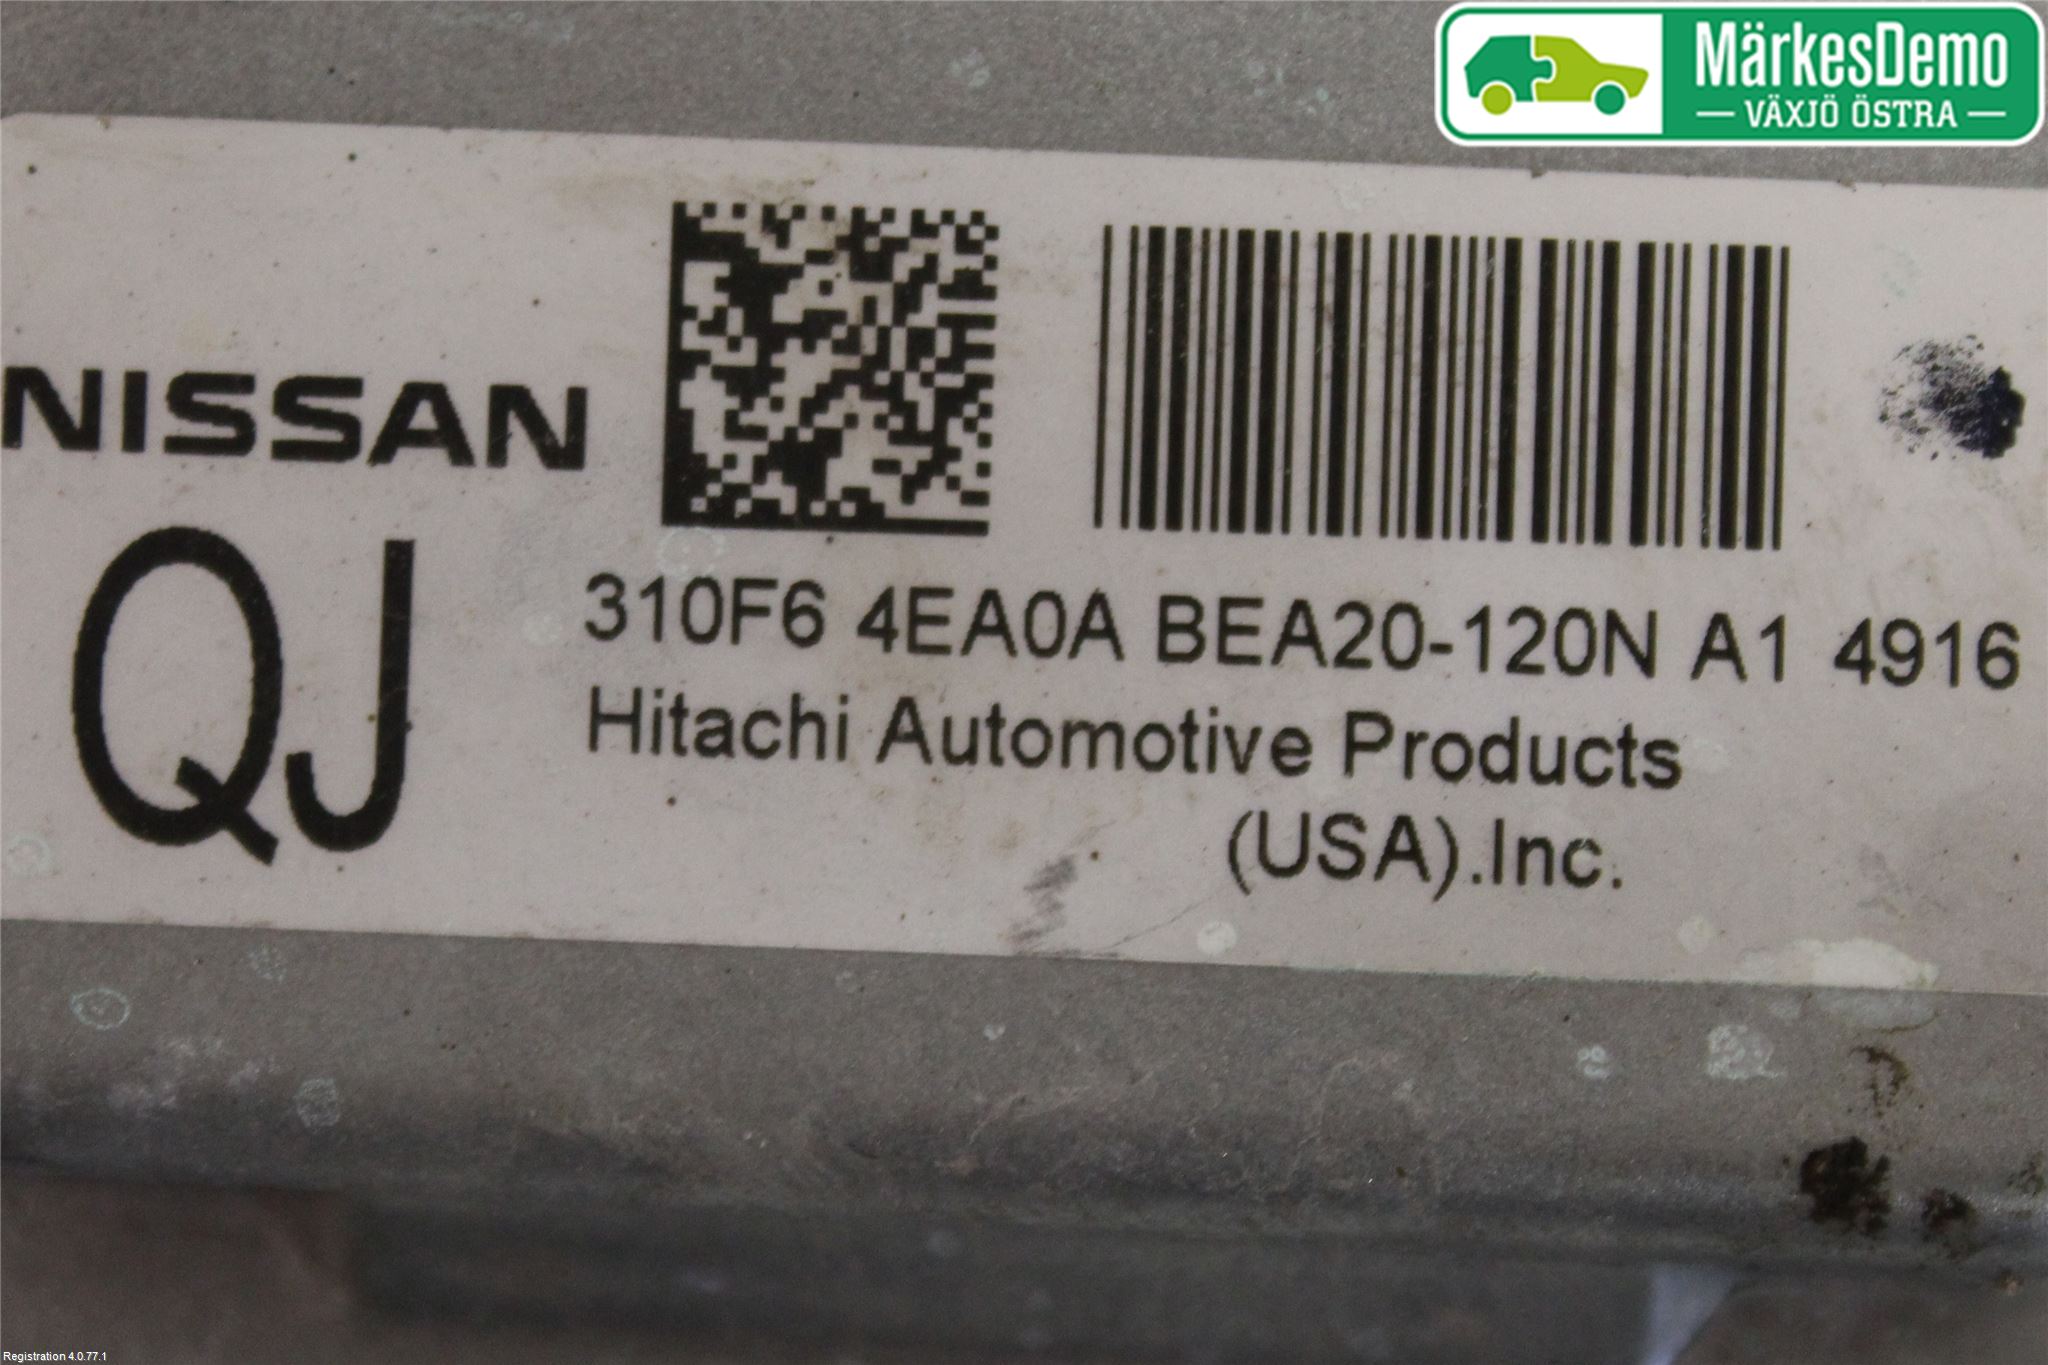 MärkesDemo
VÄXJÖ ÖSTRA
NISSAN
QJ
310F6 4EA0A BEA20-120N A1 4916
Hitachi Automotive Products
(USA).Inc.
Registration 4.0.77.1